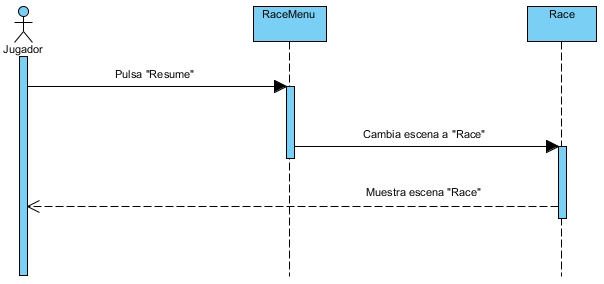 RaceMenu
Race
Jugador
Pulsa "Resume"
Cambia escena a "Race"
Muestra escena "Race"